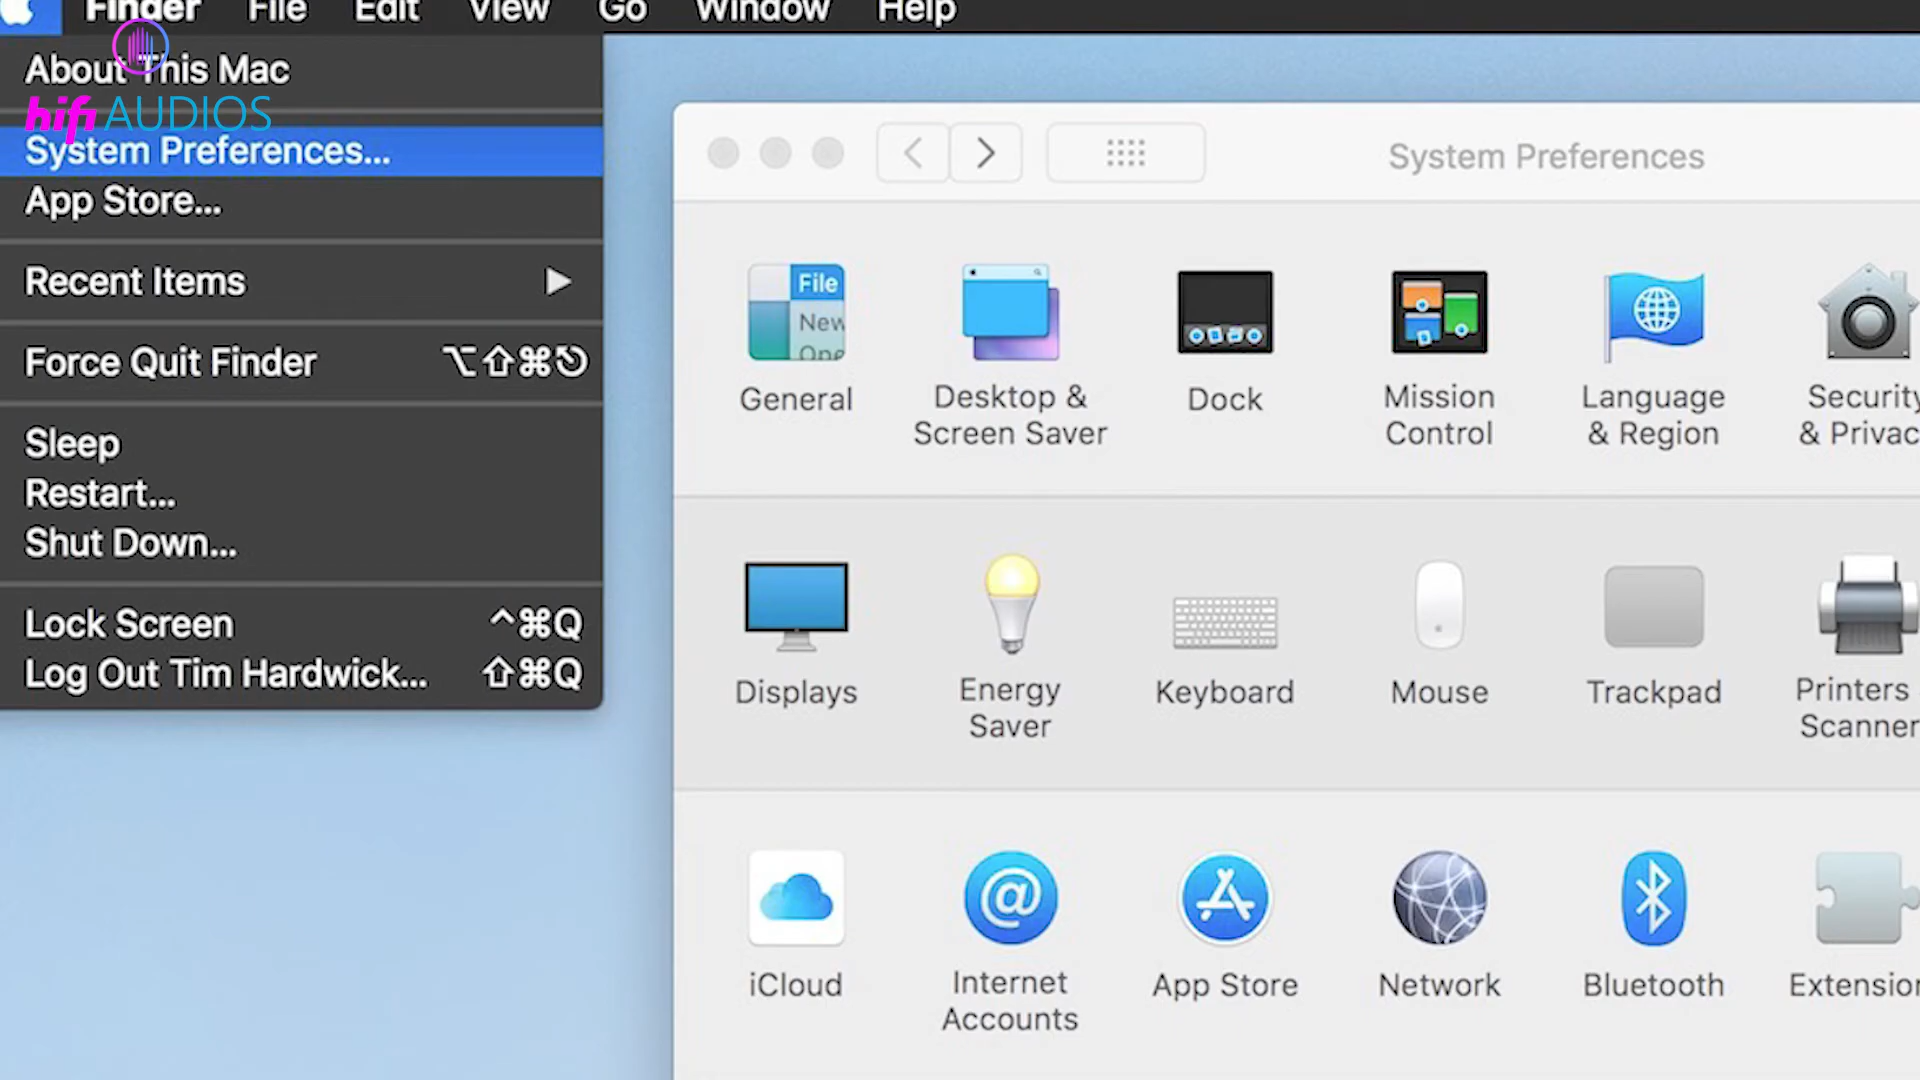 Finder File Edit View Go Window Help
About This Mac
hifi AUDIOS
System Preferences...
App Store...
Recent Items
Force Quit Finder ⌥⇧⌘⎋
Sleep
Restart...
Shut Down...
Lock Screen ^⌘Q
Log Out Tim Hardwick... ⇧⌘Q
System Preferences
File
New
Ope
General
Desktop &
Screen Saver
Dock
Mission
Control
Language
& Region
Security
& Privac
Displays
Energy
Saver
Keyboard
Mouse
Trackpad
Printers
Scanner
iCloud
@
Internet
Accounts
App Store
Network
Bluetooth
Extension